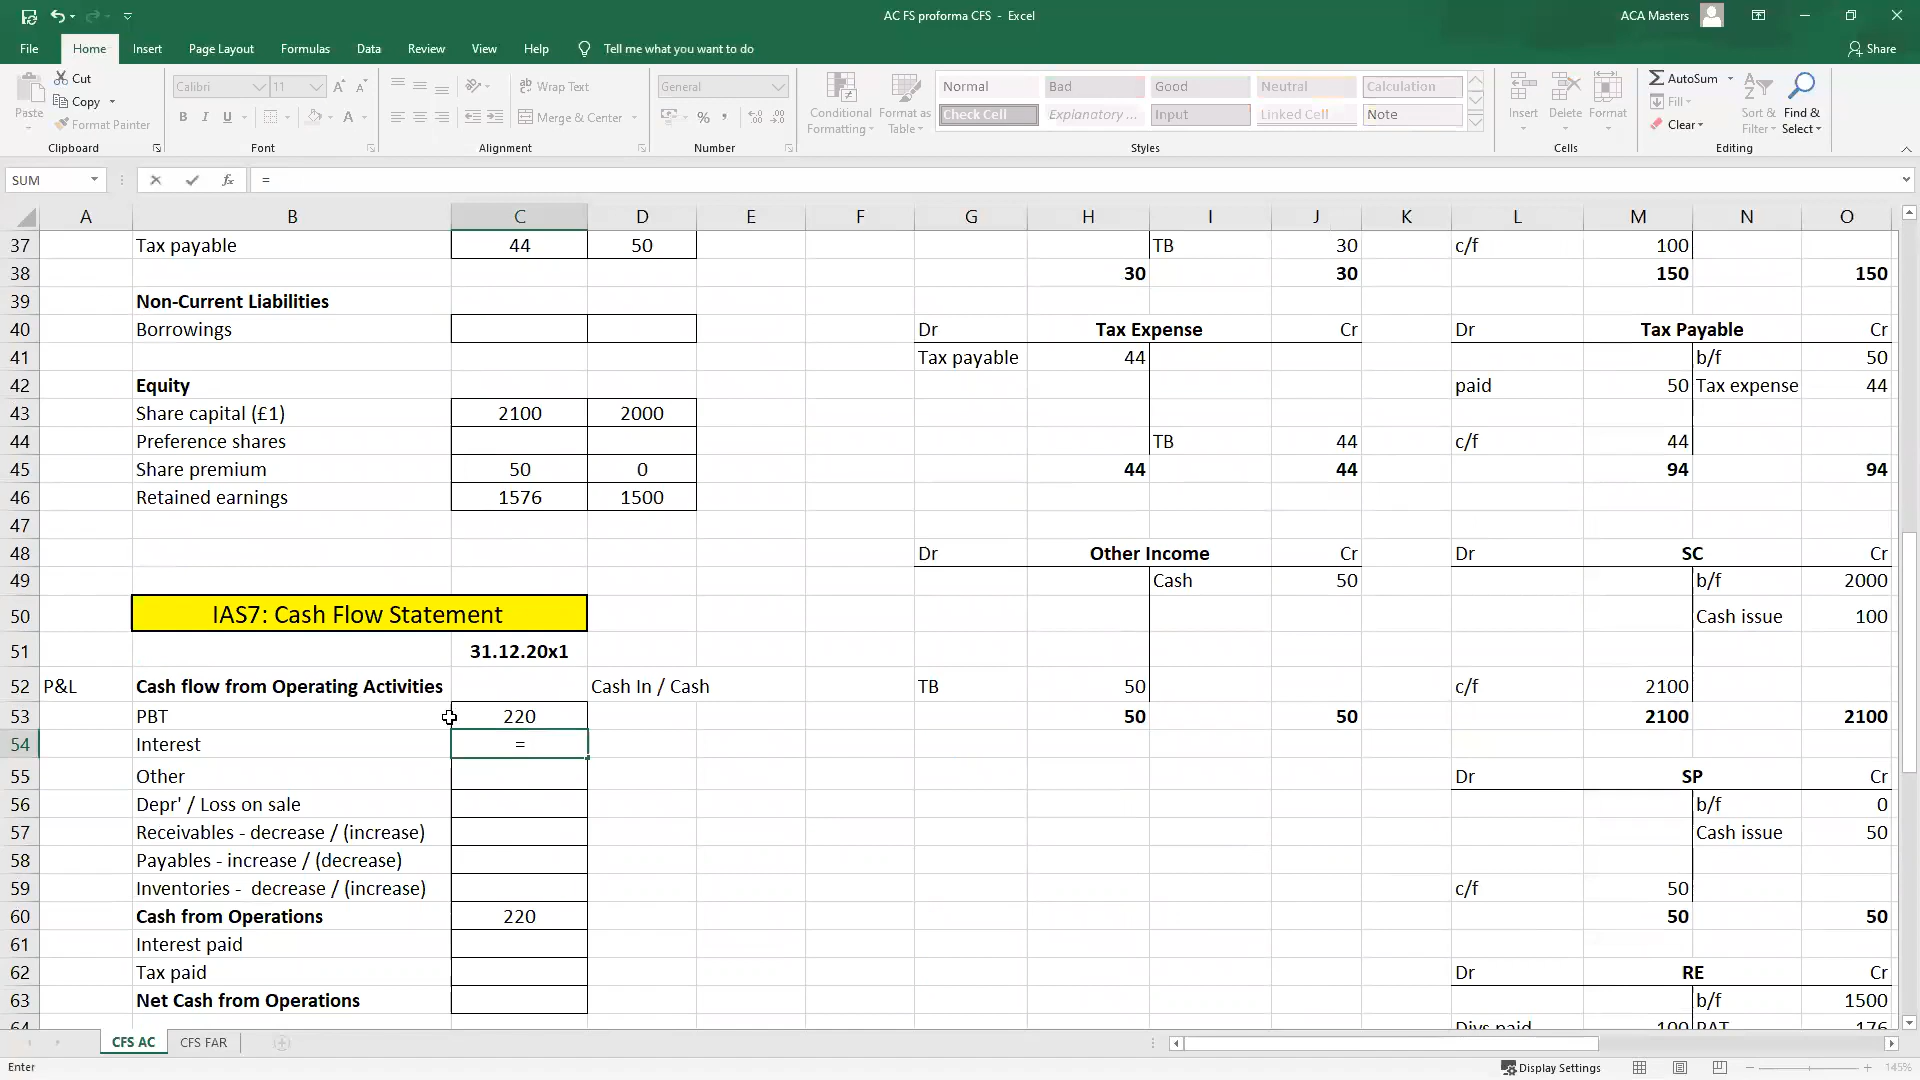 AC FS proforma CFS - Excel
ACA Masters
File Home Insert Page Layout Formulas Data Review View Help Tell me what you want to do Share
Paste
Cut
Copy
Format Painter
Clipboard
Calibri 11
B I U
Font
Wrap Text
Merge & Center
Alignment
General
Number
Conditional Formatting
Format as Table
Normal Bad Good Neutral Calculation
Check Cell Explanatory ... Input Linked Cell Note
Styles
Insert Delete Format
Cells
AutoSum
Fill
Clear
Sort & Filter
Find & Select
Editing
SUM =
A B C D E F G H I J K L M N O
37 Tax payable 44 50 TB 30 c/f 100
38 30 30 150 150
39 Non-Current Liabilities
40 Borrowings Dr Tax Expense Cr Dr Tax Payable Cr
41 Tax payable 44 b/f 50
42 Equity paid 50 Tax expense 44
43 Share capital (£1) 2100 2000
44 Preference shares TB 44 c/f 44
45 Share premium 50 0 44 44 94 94
46 Retained earnings 1576 1500
47
48 Dr Other Income Cr Dr SC Cr
49 Cash 50 b/f 2000
50 IAS7: Cash Flow Statement Cash issue 100
51 31.12.20x1
52 P&L Cash flow from Operating Activities Cash In / Cash TB 50 c/f 2100
53 PBT 220 50 50 2100 2100
54 Interest =
55 Other Dr SP Cr
56 Depr' / Loss on sale b/f 0
57 Receivables - decrease / (increase) Cash issue 50
58 Payables - increase / (decrease)
59 Inventories - decrease / (increase) c/f 50
60 Cash from Operations 220 50 50
61 Interest paid
62 Tax paid Dr RE Cr
63 Net Cash from Operations b/f 1500
64 Divs paid 100 PAT 176
CFS AC CFS FAR
Enter Display Settings 145%